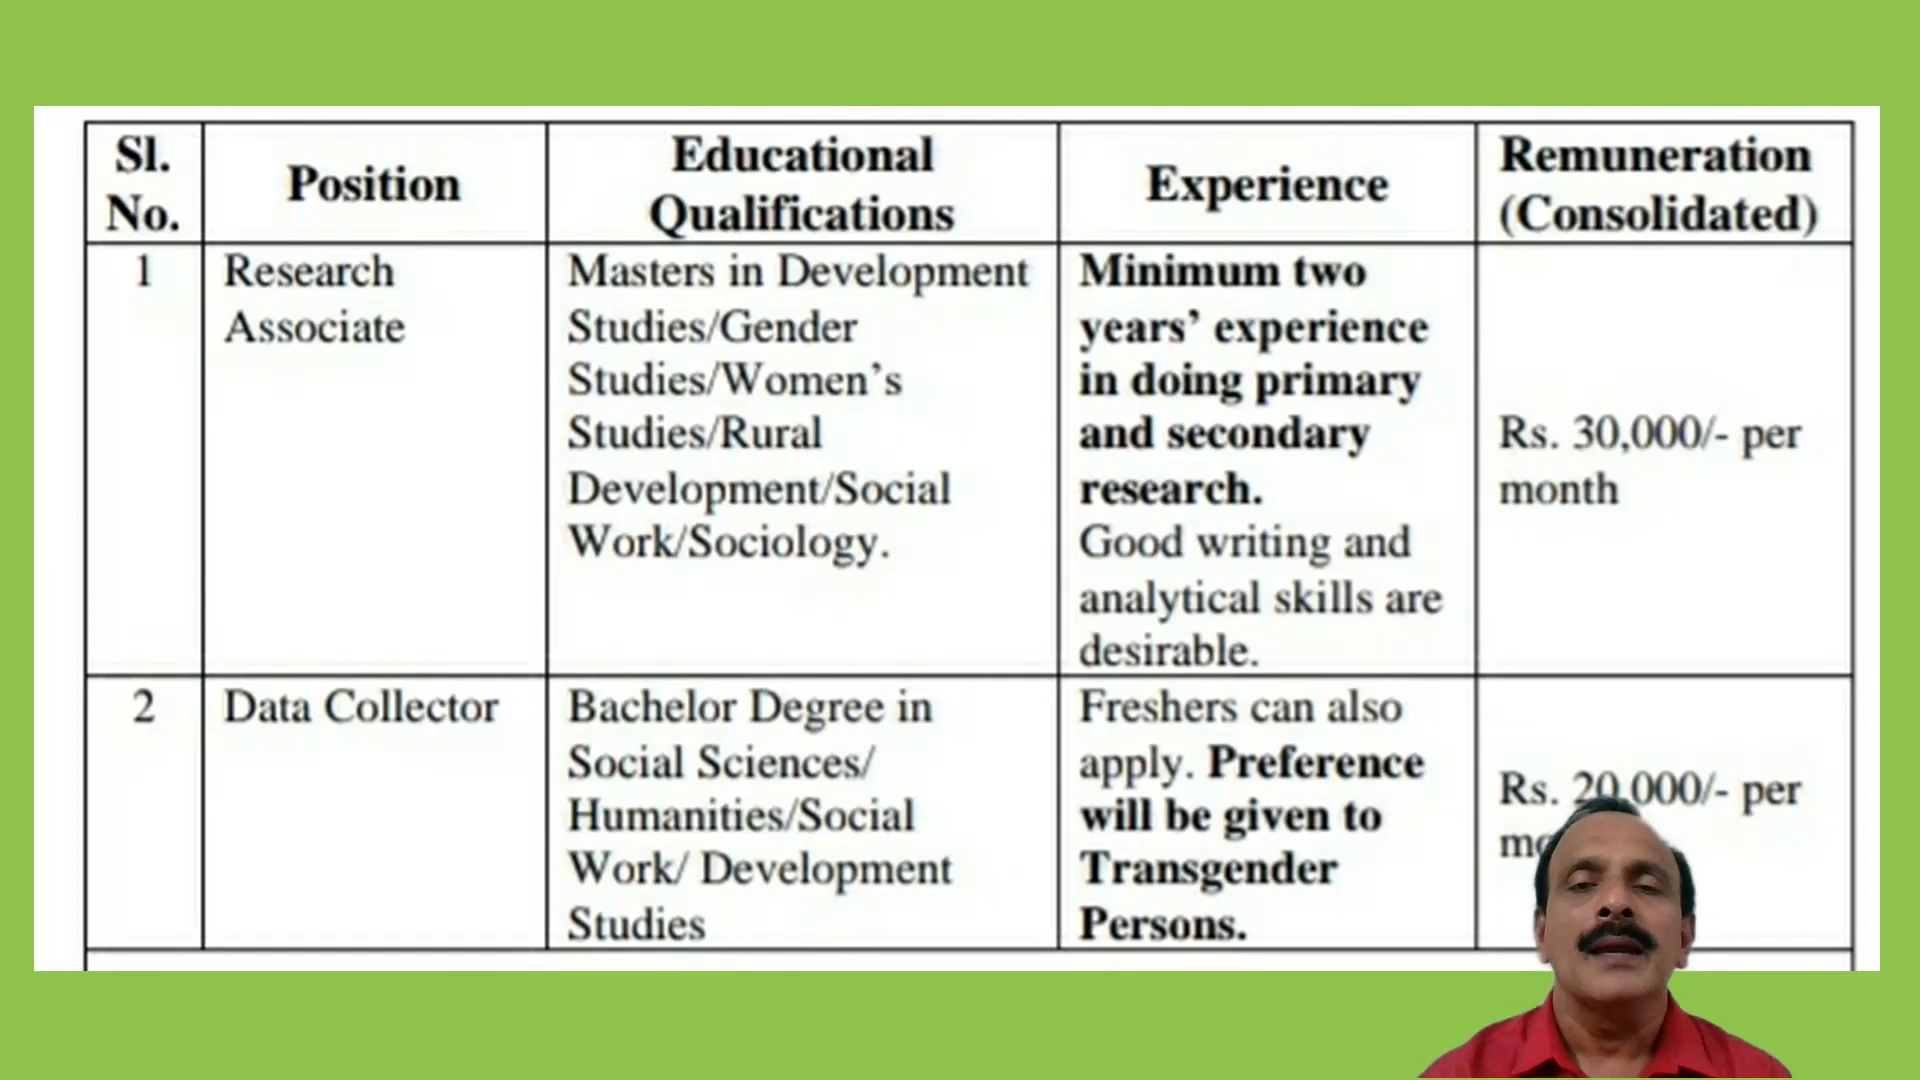 Sl.
No.
Position
Educational
Qualifications
Experience
Remuneration
(Consolidated)
1
Research
Associate
Masters in Development
Studies/Gender
Studies/Women’s
Studies/Rural
Development/Social
Work/Sociology.
Minimum two
years’ experience
in doing primary
and secondary
research.
Good writing and
analytical skills are
desirable.
Rs. 30,000/- per
month
2
Data Collector
Bachelor Degree in
Social Sciences/
Humanities/Social
Work/ Development
Studies
Freshers can also
apply. Preference
will be given to
Transgender
Persons.
Rs. 20,000/- per